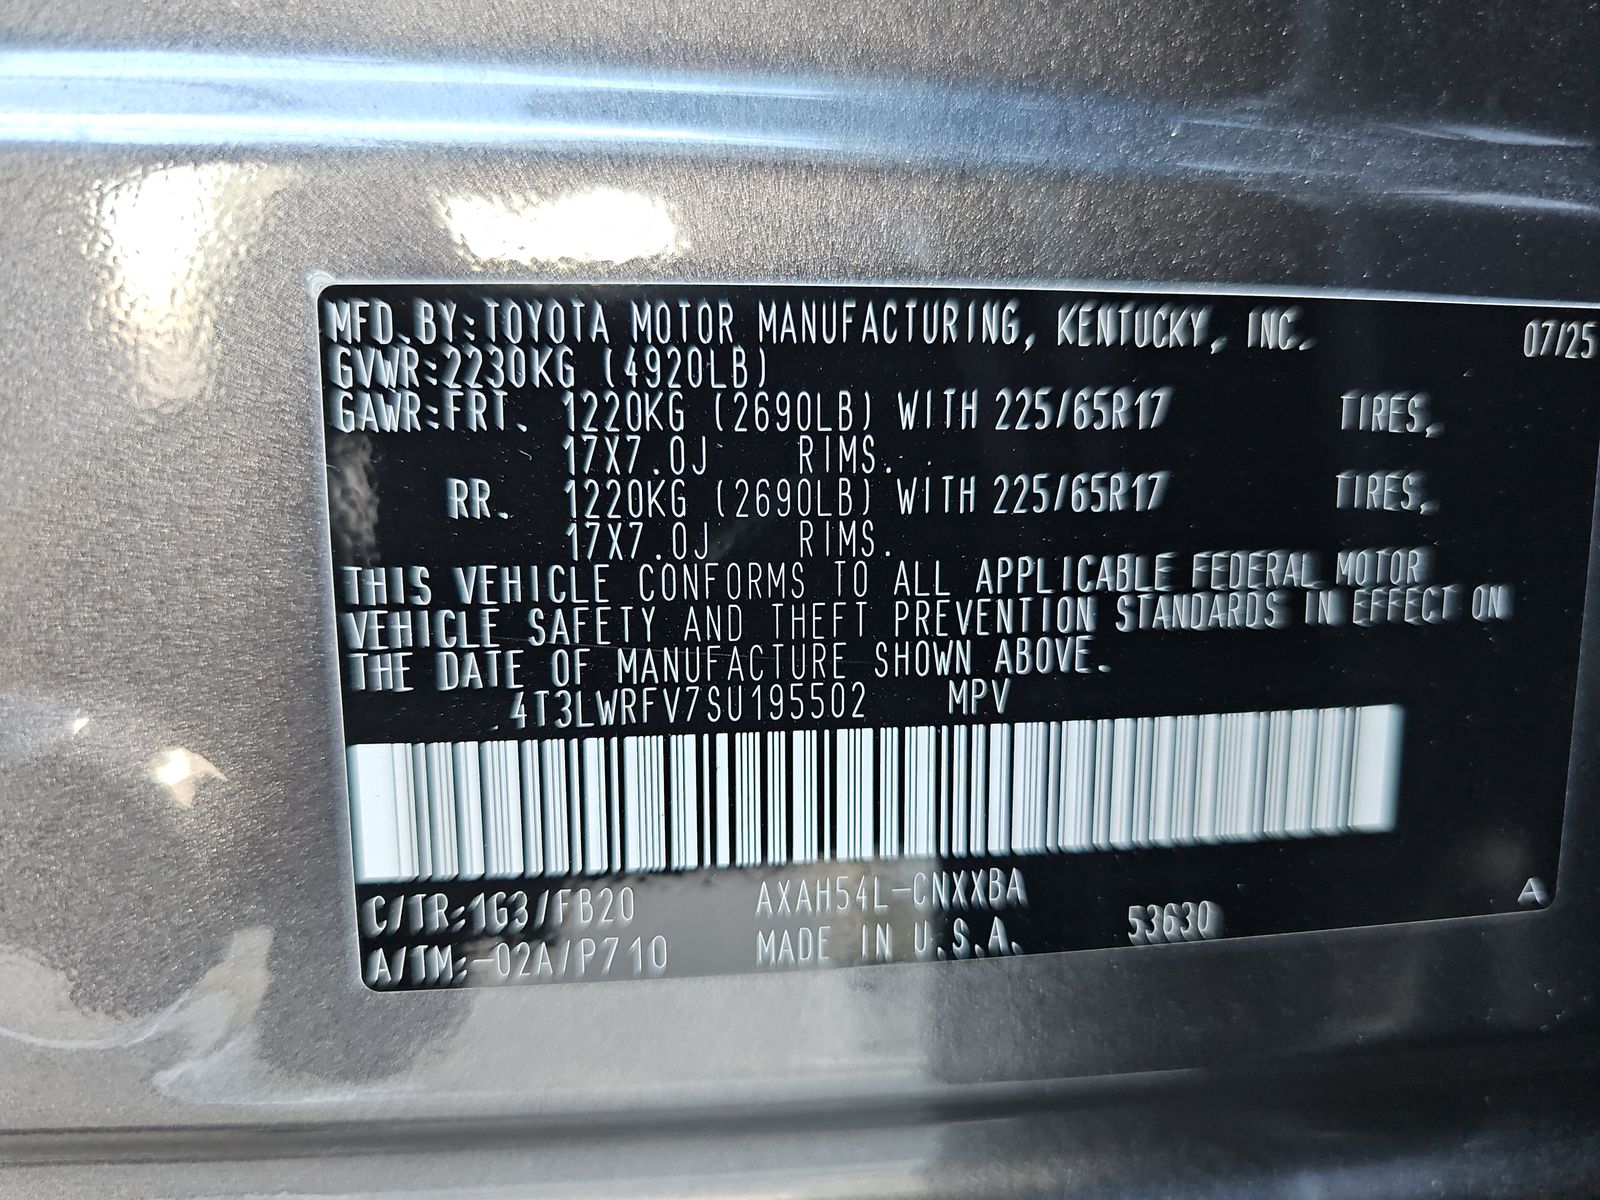 MFD. BY: TOYOTA MOTOR MANUFACTURING, KENTUCKY, INC. 07/25
GVWR: 2230KG (4920LB)
GAWR: FRT. 1220KG (2690LB) WITH 225/65R17 TIRES,
17X7.0J RIMS.
RR. 1220KG (2690LB) WITH 225/65R17 TIRES,
17X7.0J RIMS.
THIS VEHICLE CONFORMS TO ALL APPLICABLE FEDERAL MOTOR
VEHICLE SAFETY AND THEFT PREVENTION STANDARDS IN EFFECT ON
THE DATE OF MANUFACTURE SHOWN ABOVE.
4T3LWRFV7SU195502 MPV
C/TR: 1G3/FB20 AXAH54L-CNXXBA A
A/TM: -02A/P710 MADE IN U.S.A. 53630